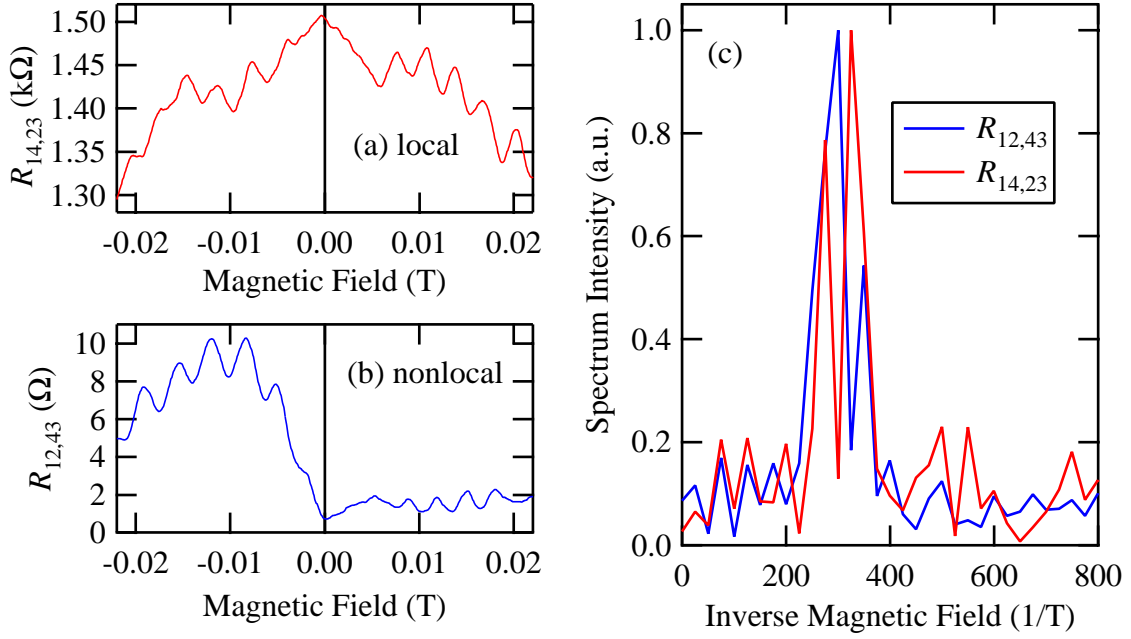 1.50
1.45
1.40
1.35
1.30
R14,23 (kΩ)
(a) local
-0.02 -0.01 0.00 0.01 0.02
Magnetic Field (T)
10
8
6
4
2
0
R12,43 (Ω)
(b) nonlocal
-0.02 -0.01 0.00 0.01 0.02
Magnetic Field (T)
(c)
R12,43
R14,23
1.0
0.8
0.6
0.4
0.2
0.0
Spectrum Intensity (a.u.)
0 200 400 600 800
Inverse Magnetic Field (1/T)